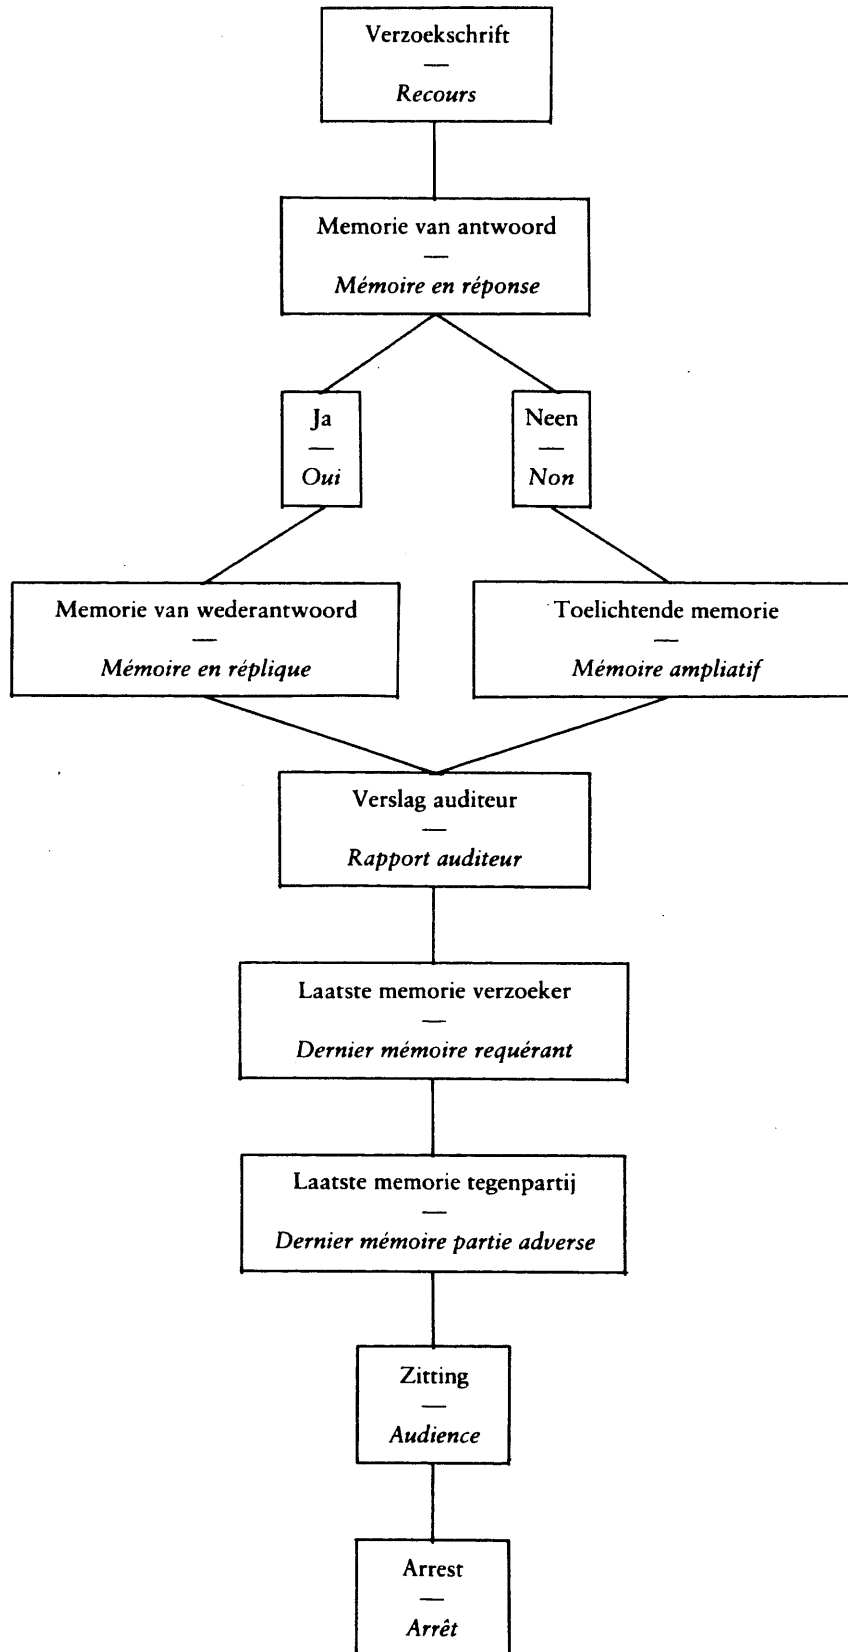 Verzoekschrift
—
Recours
Memorie van antwoord
—
Mémoire en réponse
Ja
—
Oui
Neen
—
Non
Memorie van wederantwoord
—
Mémoire en réplique
Toelichtende memorie
—
Mémoire ampliatif
Verslag auditeur
—
Rapport auditeur
Laatste memorie verzoeker
—
Dernier mémoire requérant
Laatste memorie tegenpartij
—
Dernier mémoire partie adverse
Zitting
—
Audience
Arrest
—
Arrêt